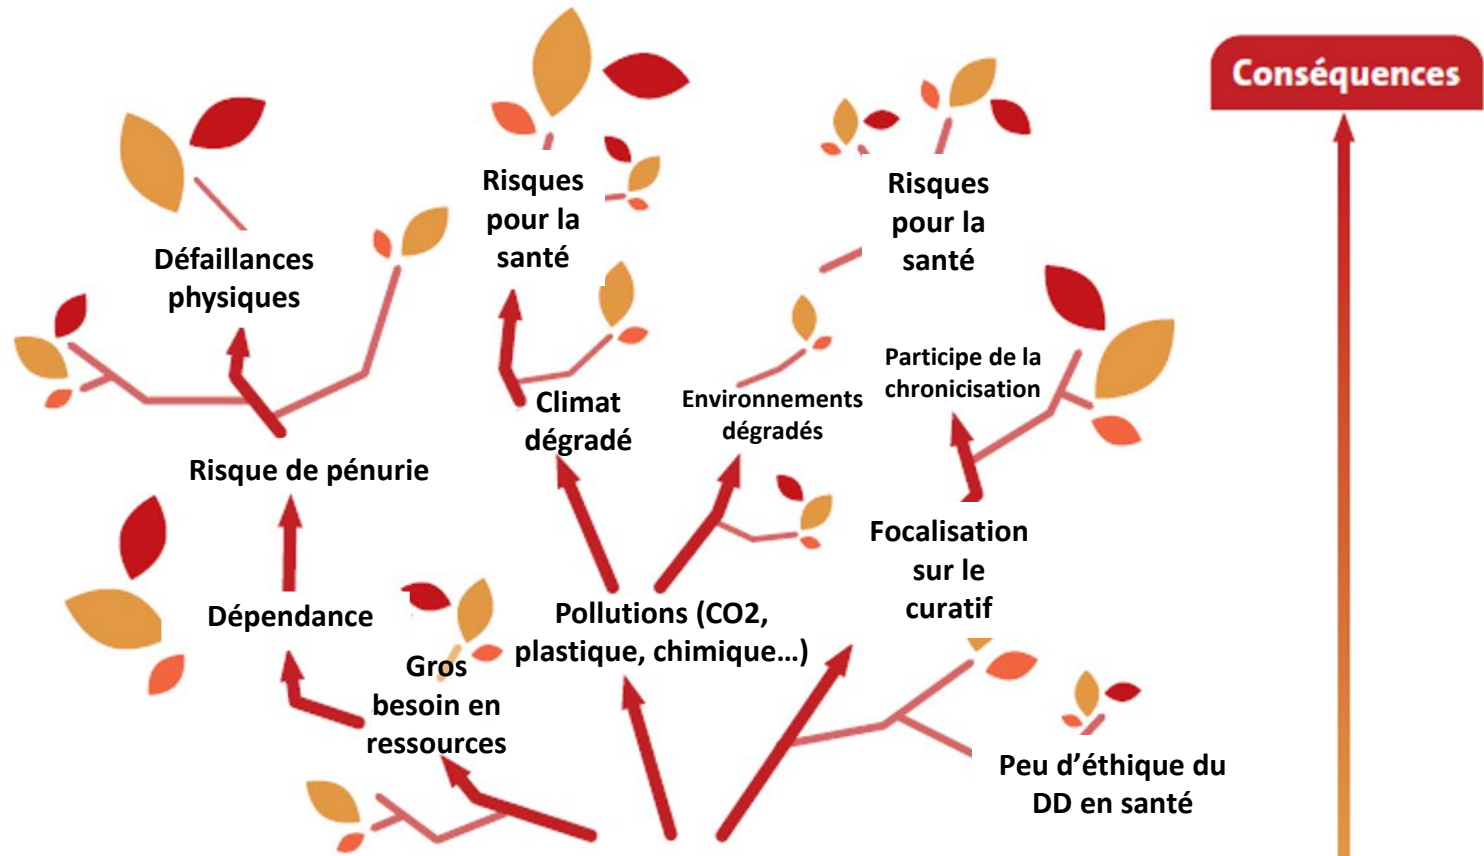 Conséquences
Risques
pour la
santé
Risques
pour la
santé
Défaillances
physiques
Participe de la
chronicisation
Climat
dégradé
Environnements
dégradés
Risque de pénurie
Focalisation
sur le
curatif
Dépendance
Pollutions (CO2,
plastique, chimique…)
Gros
besoin en
ressources
Peu d’éthique du
DD en santé